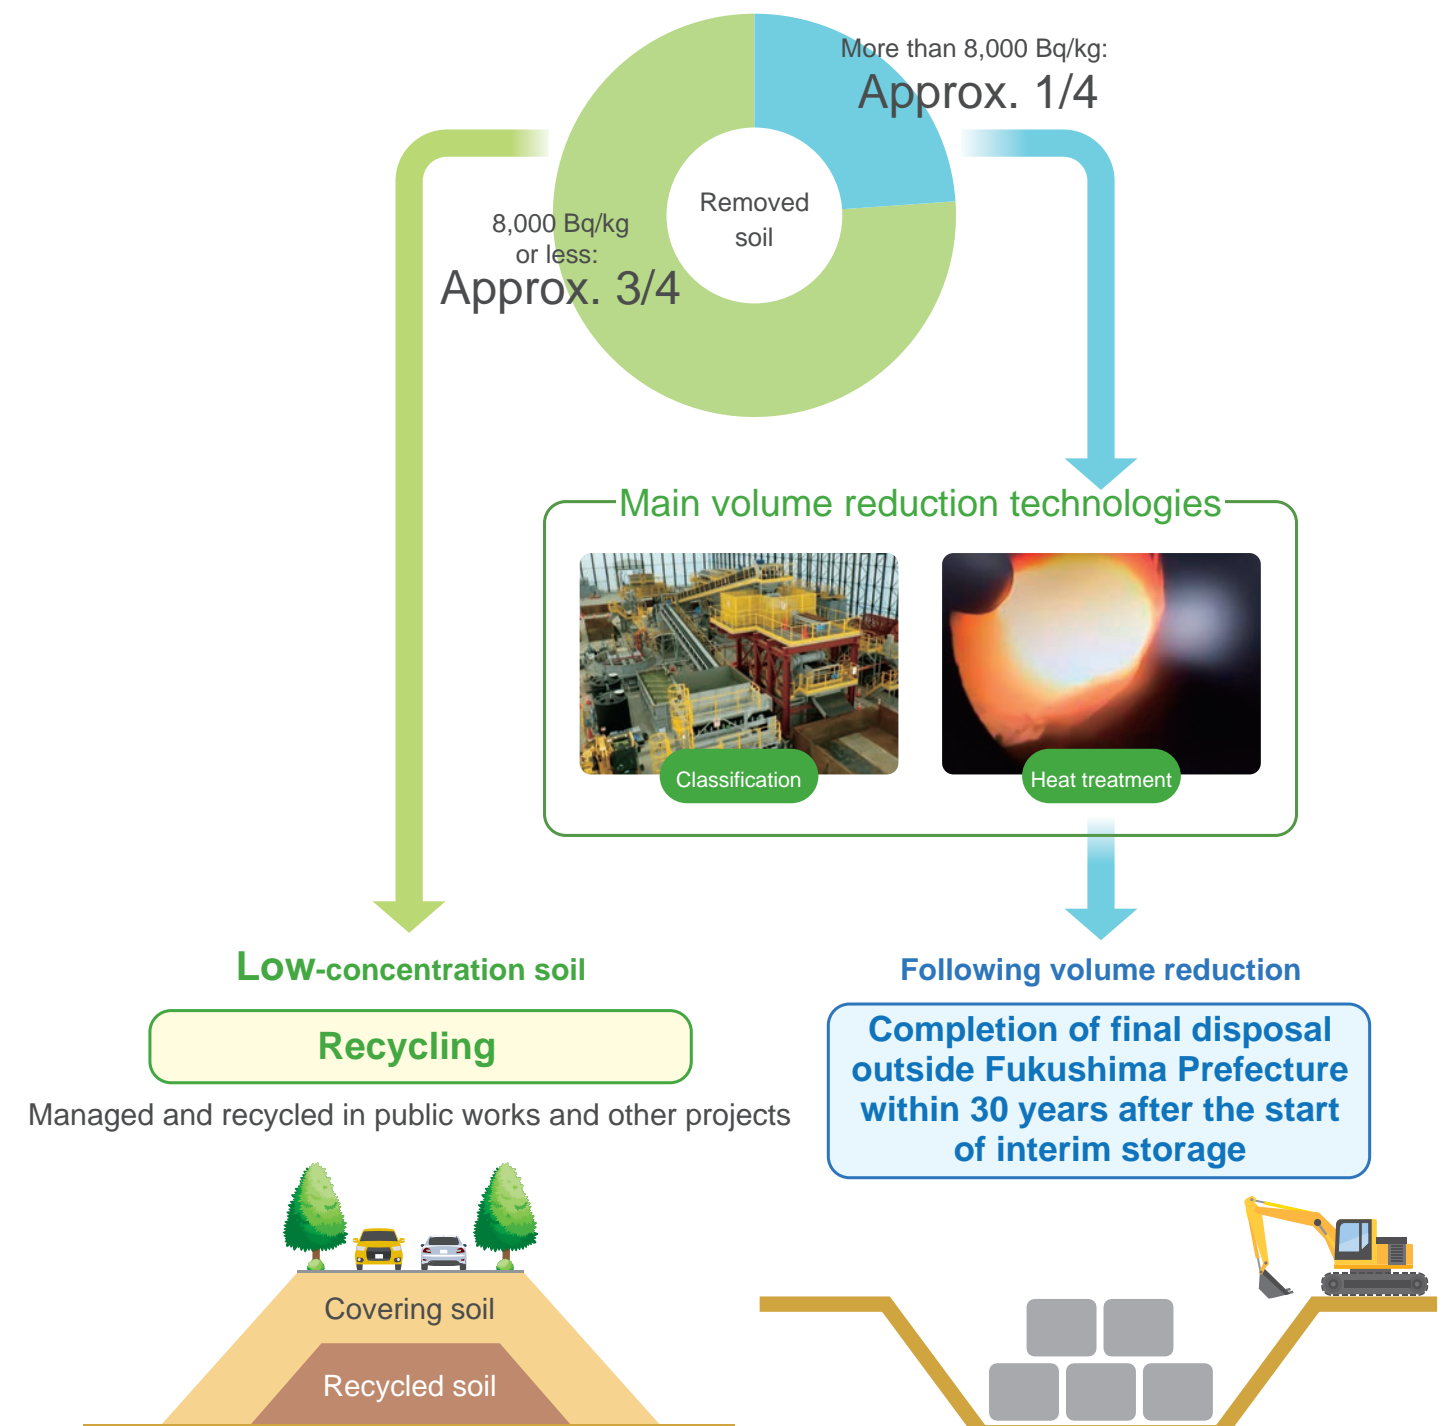 More than 8,000 Bq/kg:
Approx. 1/4
Removed
soil
8,000 Bq/kg
or less:
Approx. 3/4
Main volume reduction technologies
Classification
Heat treatment
Low-concentration soil
Recycling
Managed and recycled in public works and other projects
Covering soil
Recycled soil
Following volume reduction
Completion of final disposal
outside Fukushima Prefecture
within 30 years after the start
of interim storage